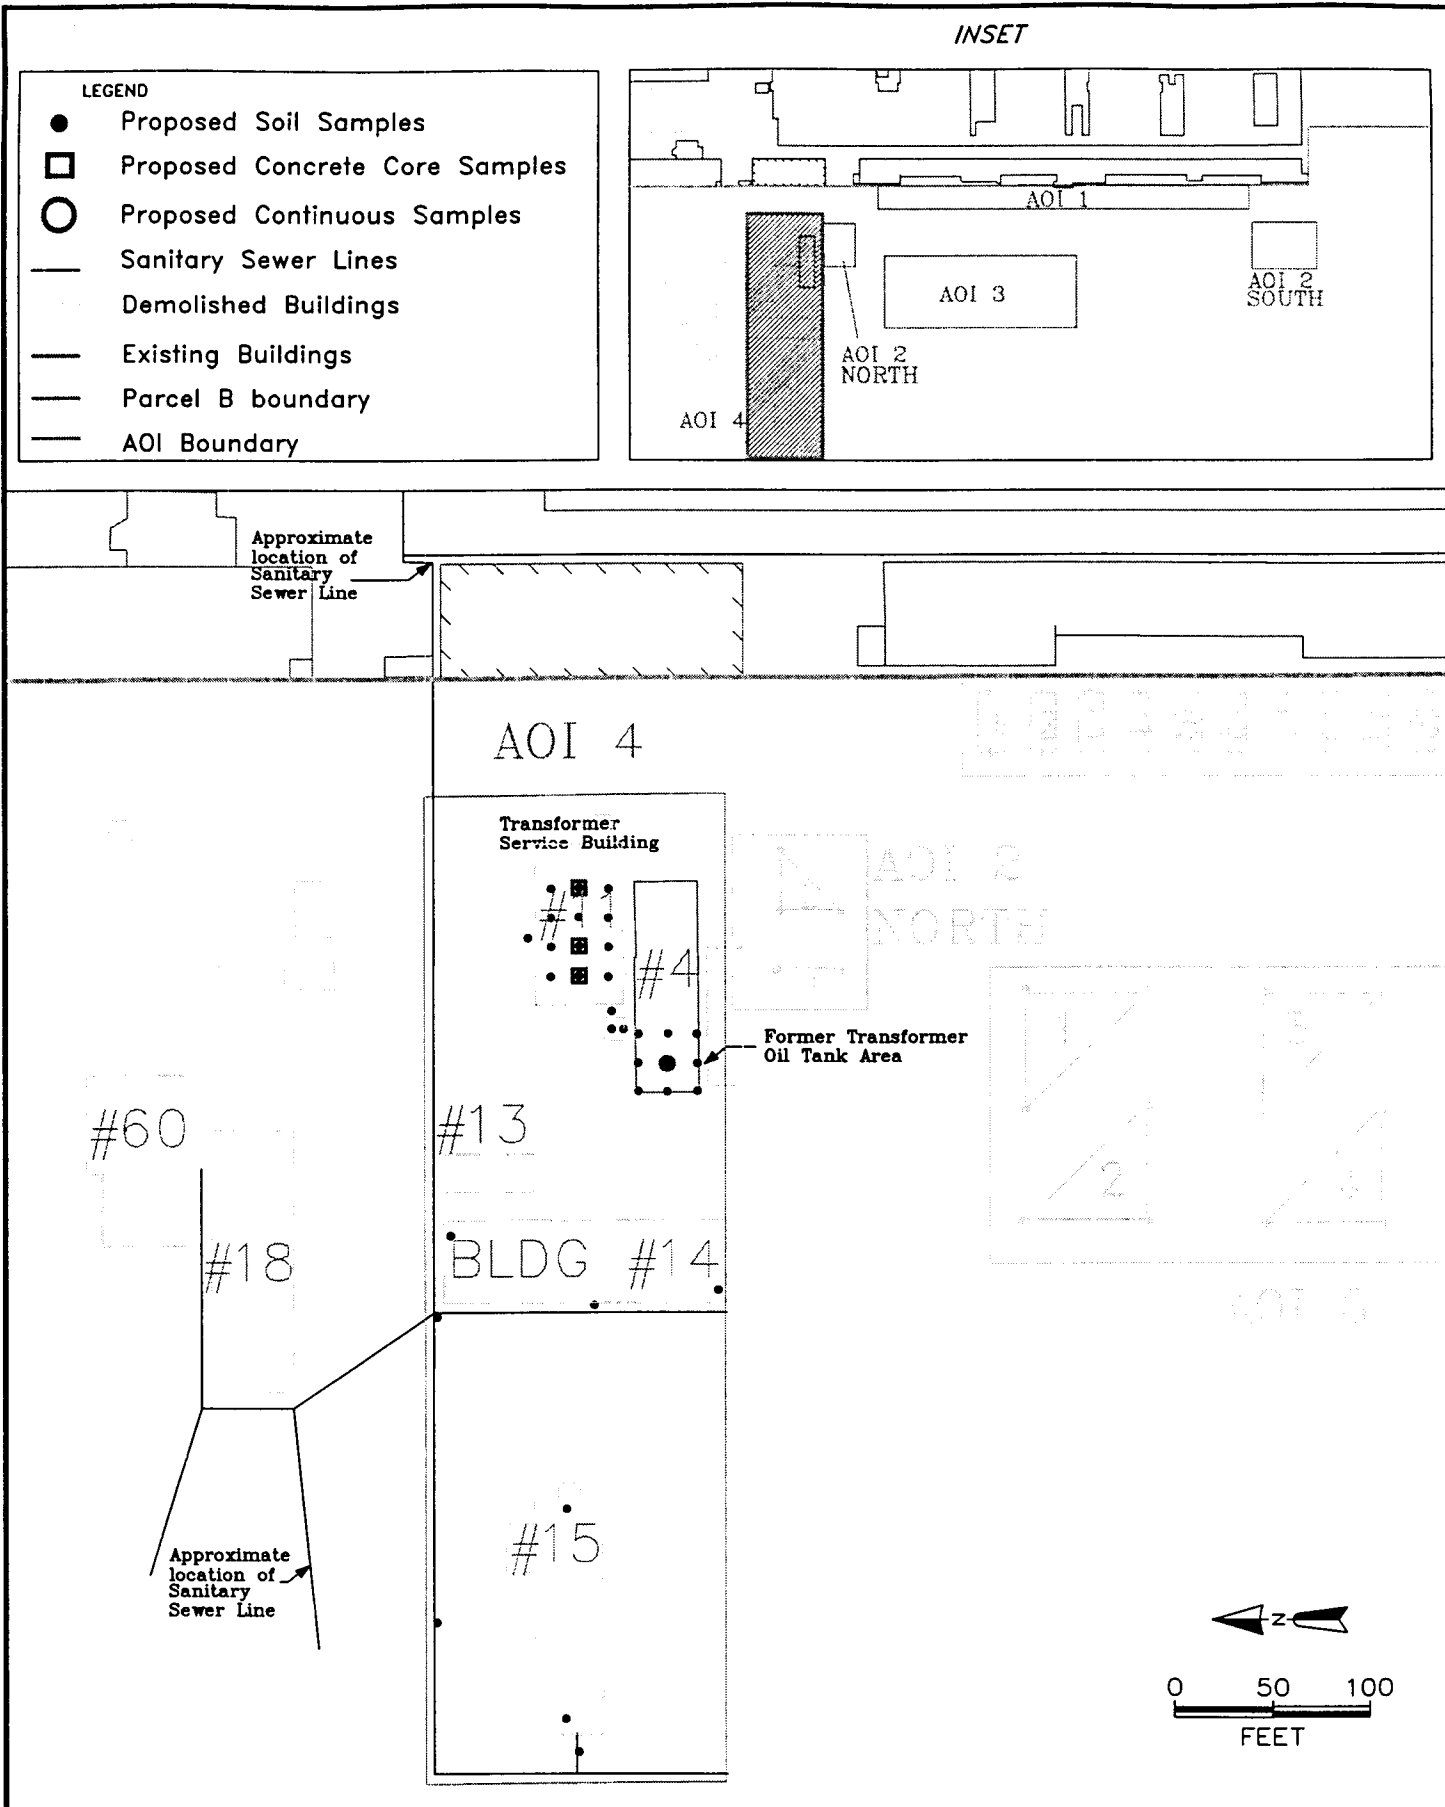 INSET
LEGEND
Proposed Soil Samples
Proposed Concrete Core Samples
Proposed Continuous Samples
Sanitary Sewer Lines
Demolished Buildings
Existing Buildings
Parcel B boundary
AOI Boundary
AOI 1
AOI 3
AOI 2
SOUTH
AOI 2
NORTH
AOI 4
Approximate
location of
Sanitary
Sewer Line
AOI 4
Transformer
Service Building
#11
#4
NORTH
Former Transformer
Oil Tank Area
#60
#13
1
2
#18
BLDG #14
#15
Approximate
location of
Sanitary
Sewer Line
N
0 50 100
FEET